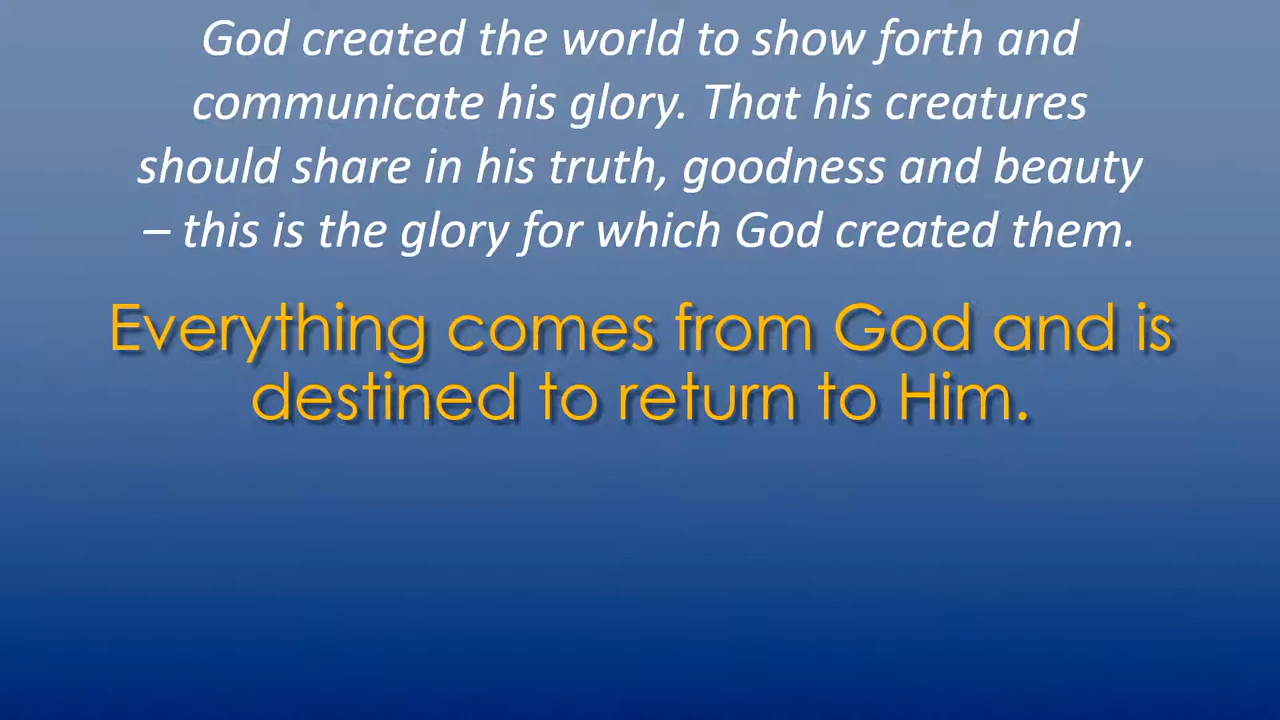 God created the world to show forth and
communicate his glory. That his creatures
should share in his truth, goodness and beauty
– this is the glory for which God created them.
Everything comes from God and is
destined to return to Him.